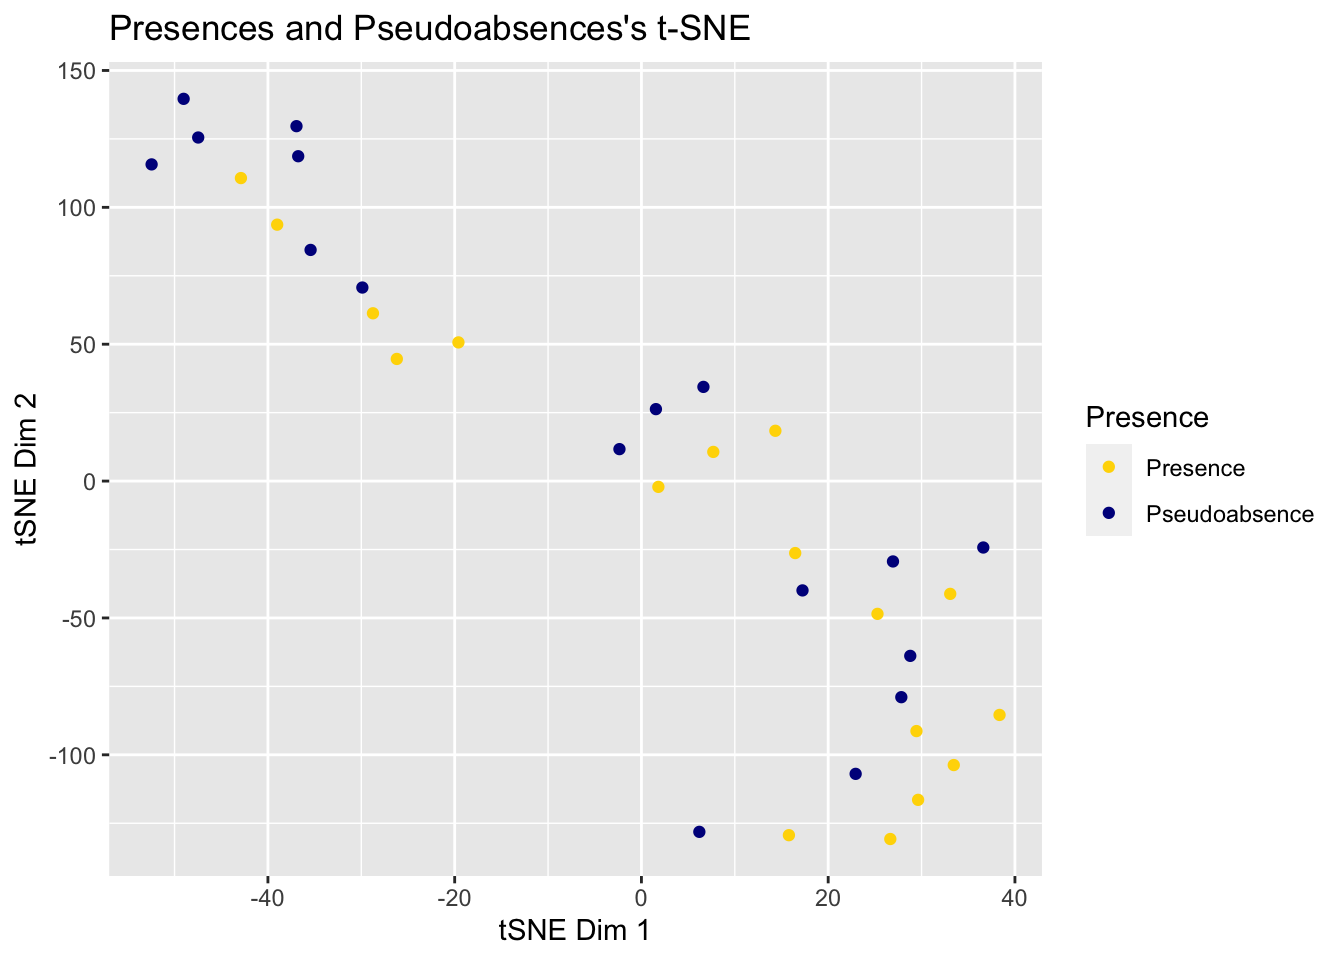 Presences and Pseudoabsences's t-SNE
150
100
50
0
-50
-100
tSNE Dim 2
-40
-20
0
20
40
tSNE Dim 1
Presence
Presence
Pseudoabsence